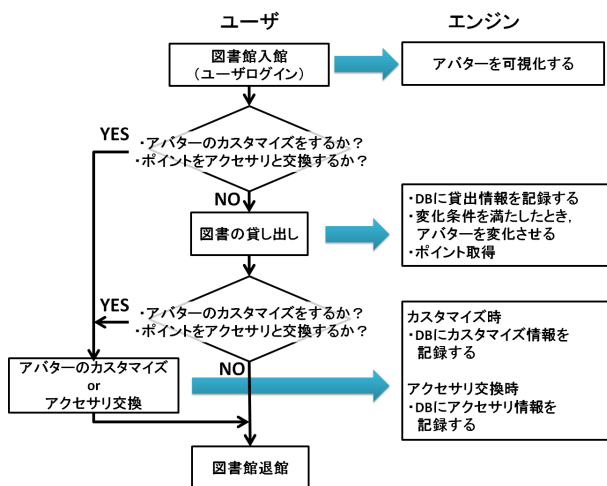 ユーザ
エンジン
図書館入館
(ユーザログイン)
アバターを可視化する
YES
・アバターのカスタマイズをするか?
・ポイントをアクセサリと交換するか?
NO
図書の貸し出し
・DBに貸出情報を記録する
・変化条件を満たしたとき,
アバターを変化させる
・ポイント取得
YES
・アバターのカスタマイズをするか?
・ポイントをアクセサリと交換するか?
NO
アバターのカスタマイズ
or
アクセサリ交換
カスタマイズ時
・DBにカスタマイズ情報を
記録する
アクセサリ交換時
・DBにアクセサリ情報を
記録する
図書館退館